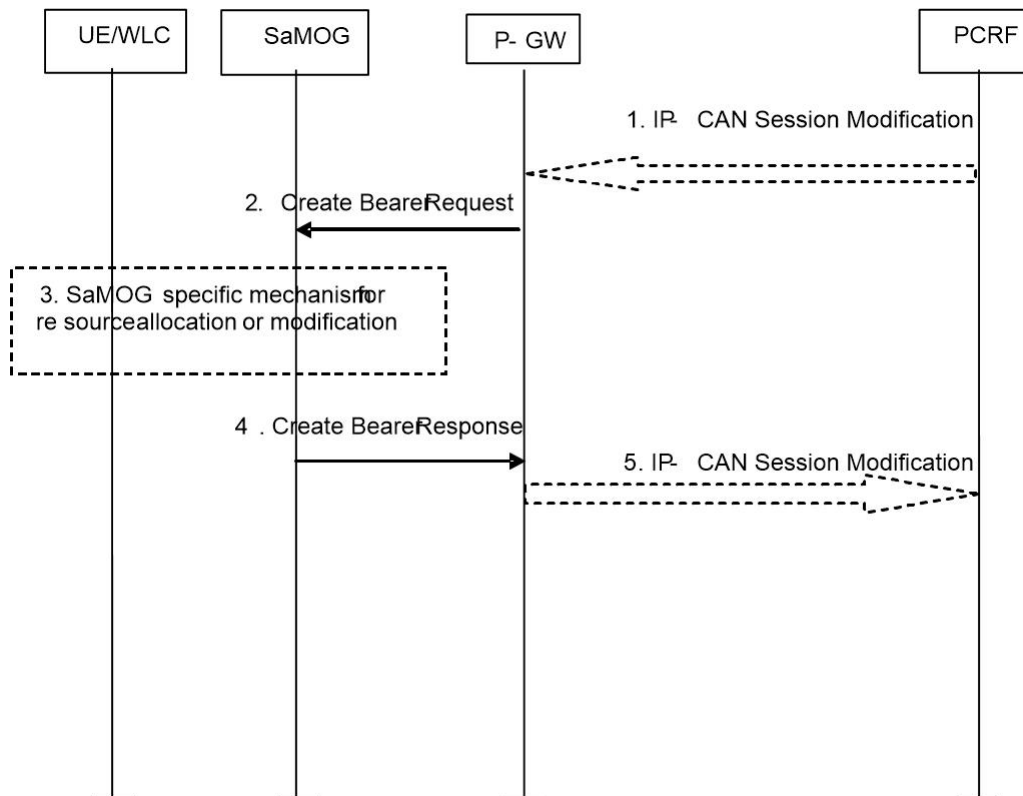 UE/WLC
SaMOG
P- GW
PCRF
1. IP- CAN Session Modification
2. Create BearerRequest
3. SaMOG specific mechanismfor
re sourceallocation or modification
4 . Create BearerResponse
5. IP- CAN Session Modification